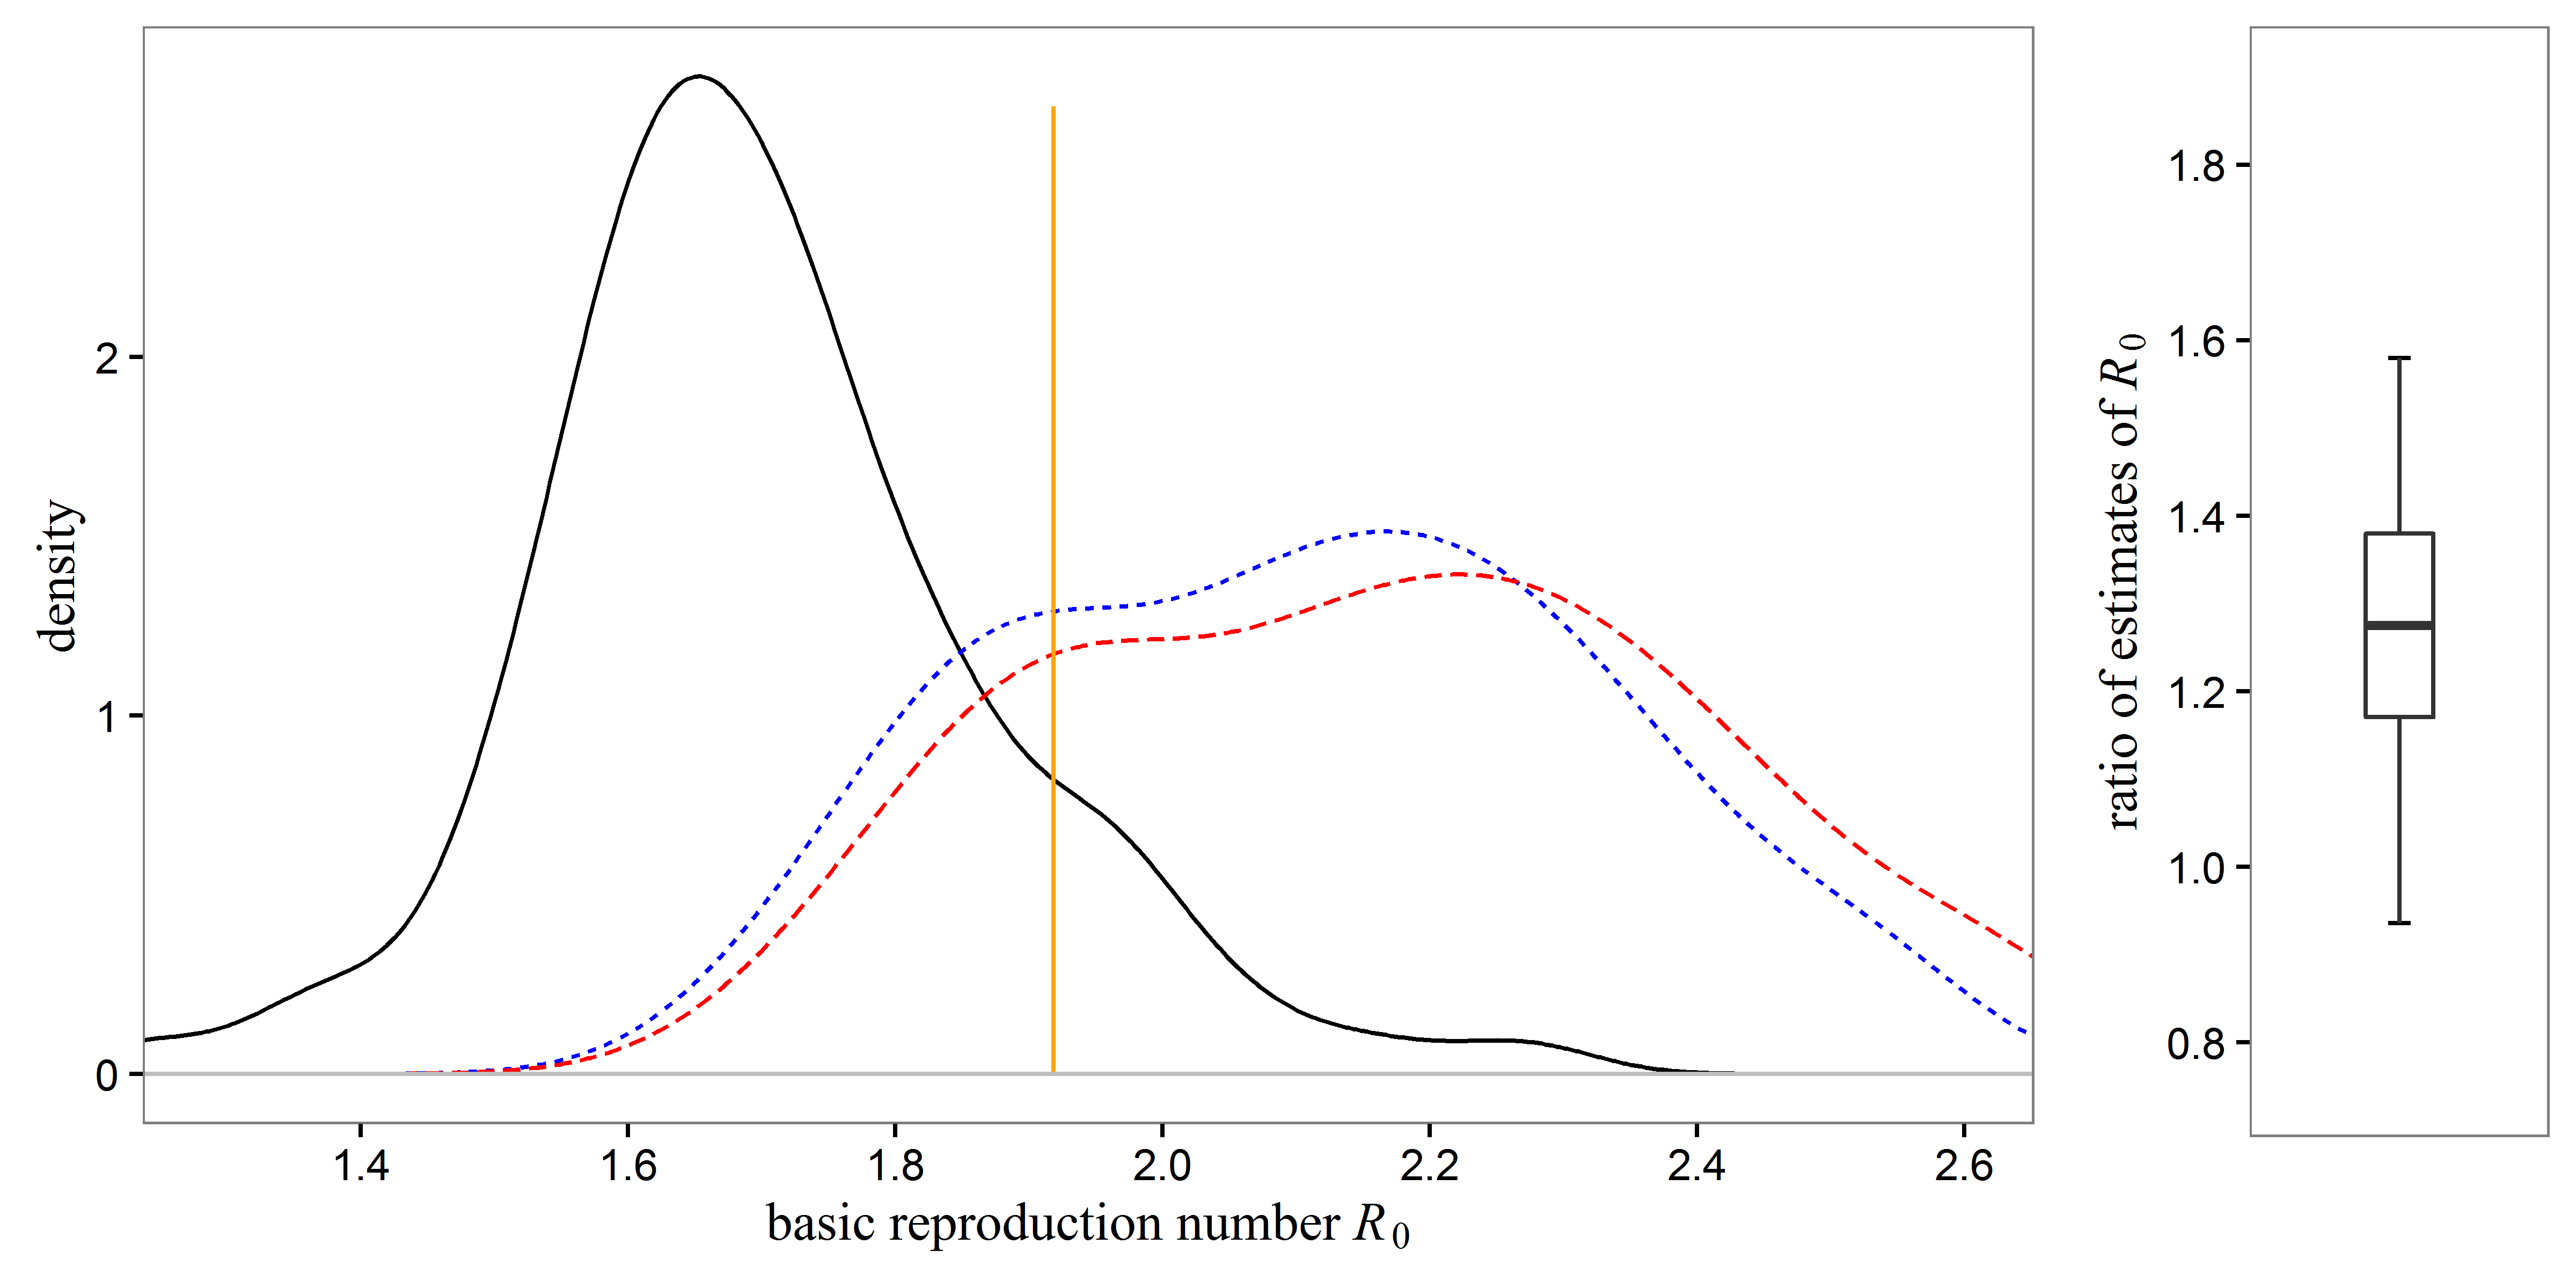 density
2
1
0
1.4 1.6 1.8 2.0 2.2 2.4 2.6
basic reproduction number R0
ratio of estimates of R0
1.8
1.6
1.4
1.2
1.0
0.8